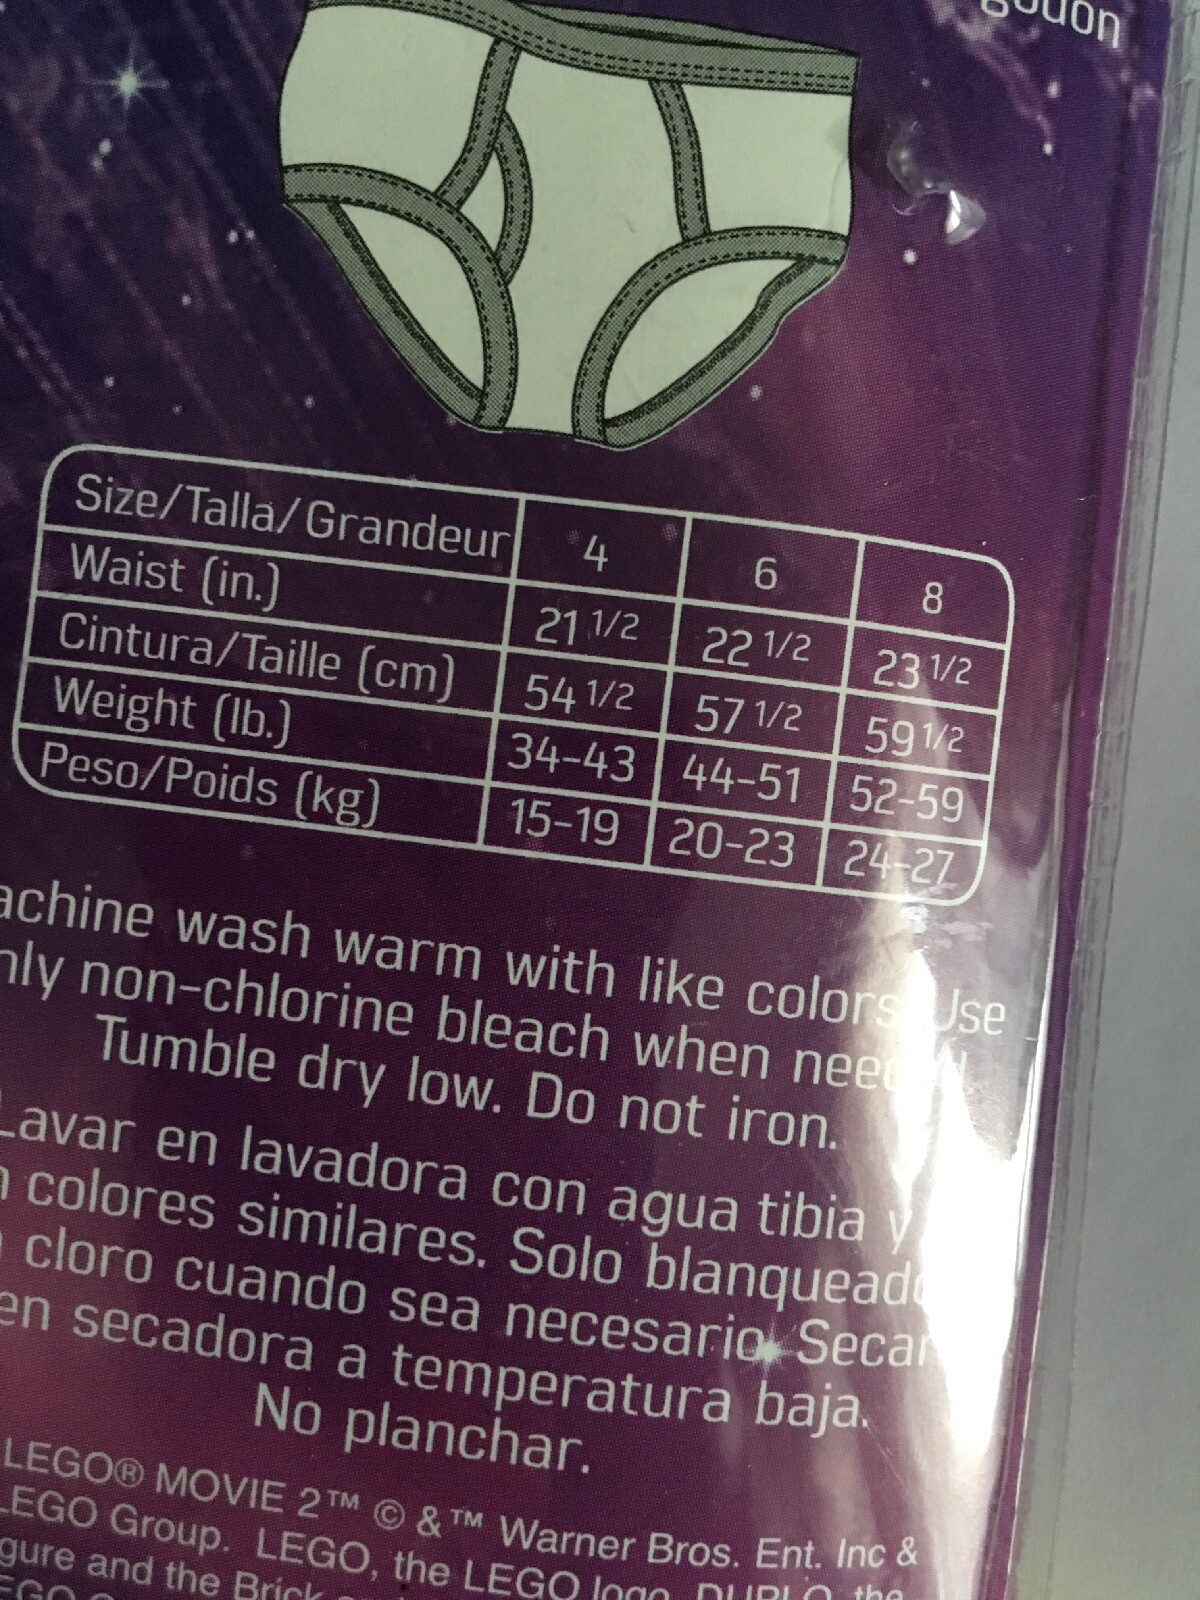 Size/Talla/Grandeur 4 6 8
Waist (in.) 21 1/2 22 1/2 23 1/2
Cintura/Taille (cm) 54 1/2 57 1/2 59 1/2
Weight (lb.) 34-43 44-51 52-59
Peso/Poids (kg) 15-19 20-23 24-27
achine wash warm with like colors. Use
nly non-chlorine bleach when
Tumble dry low. Do not iron.
Lavar en lavadora con agua tibia y
colores similares. Solo blanquead
cloro cuando sea necesario. Secar
en secadora a temperatura baja.
No planchar.
LEGO® MOVIE 2™ © & ™ Warner Bros. Ent. Inc &
LEGO Group. LEGO, the LEGO logo, DUPLO, the
gure and the Brick